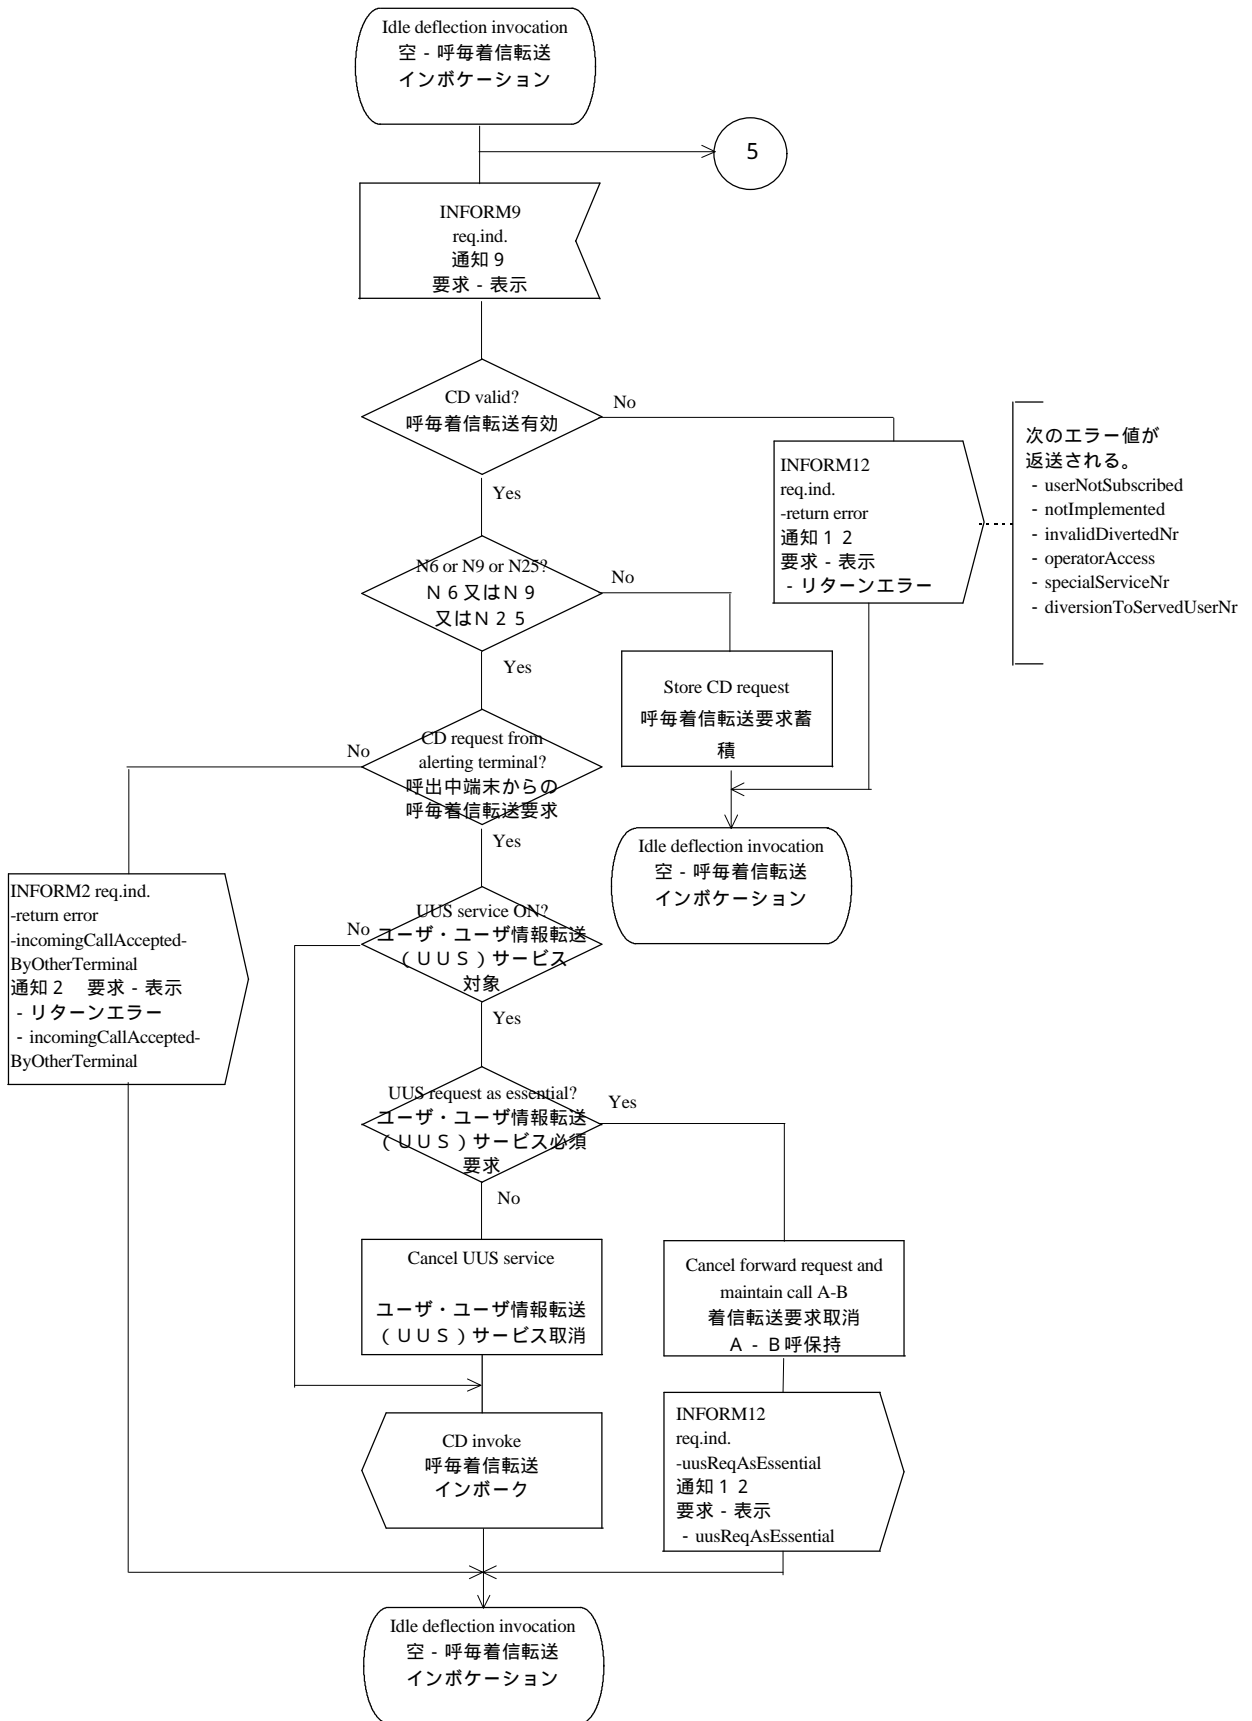 Idle deflection invocation
空 - 呼毎着信転送
インボケーション
5
INFORM9
req.ind.
通知９
要求 - 表示
CD valid?
呼毎着信転送有効
No
Yes
INFORM12
req.ind.
-return error
通知１２
要求 - 表示
- リターンエラー
次のエラー値が
返送される。
- userNotSubscribed
- notImplemented
- invalidDivertedNr
- operatorAccess
- specialServiceNr
- diversionToServedUserNr
N6 or N9 or N25?
Ｎ６又はＮ９
又はＮ２５
No
Yes
Store CD request
呼毎着信転送要求蓄
積
CD request from
alerting terminal?
呼出中端末からの
呼毎着信転送要求
No
Yes
Idle deflection invocation
空 - 呼毎着信転送
インボケーション
INFORM2 req.ind.
-return error
-incomingCallAccepted-
ByOtherTerminal
通知２　要求 - 表示
- リターンエラー
- incomingCallAccepted-
ByOtherTerminal
UUS service ON?
ユーザ・ユーザ情報転送
（ＵＵＳ）サービス
対象
No
Yes
UUS request as essential?
ユーザ・ユーザ情報転送
（ＵＵＳ）サービス必須
要求
Yes
No
Cancel UUS service
ユーザ・ユーザ情報転送
（ＵＵＳ）サービス取消
Cancel forward request and
maintain call A-B
着信転送要求取消
Ａ - Ｂ呼保持
CD invoke
呼毎着信転送
インボーク
INFORM12
req.ind.
-uusReqAsEssential
通知１２
要求 - 表示
- uusReqAsEssential
Idle deflection invocation
空 - 呼毎着信転送
インボケーション